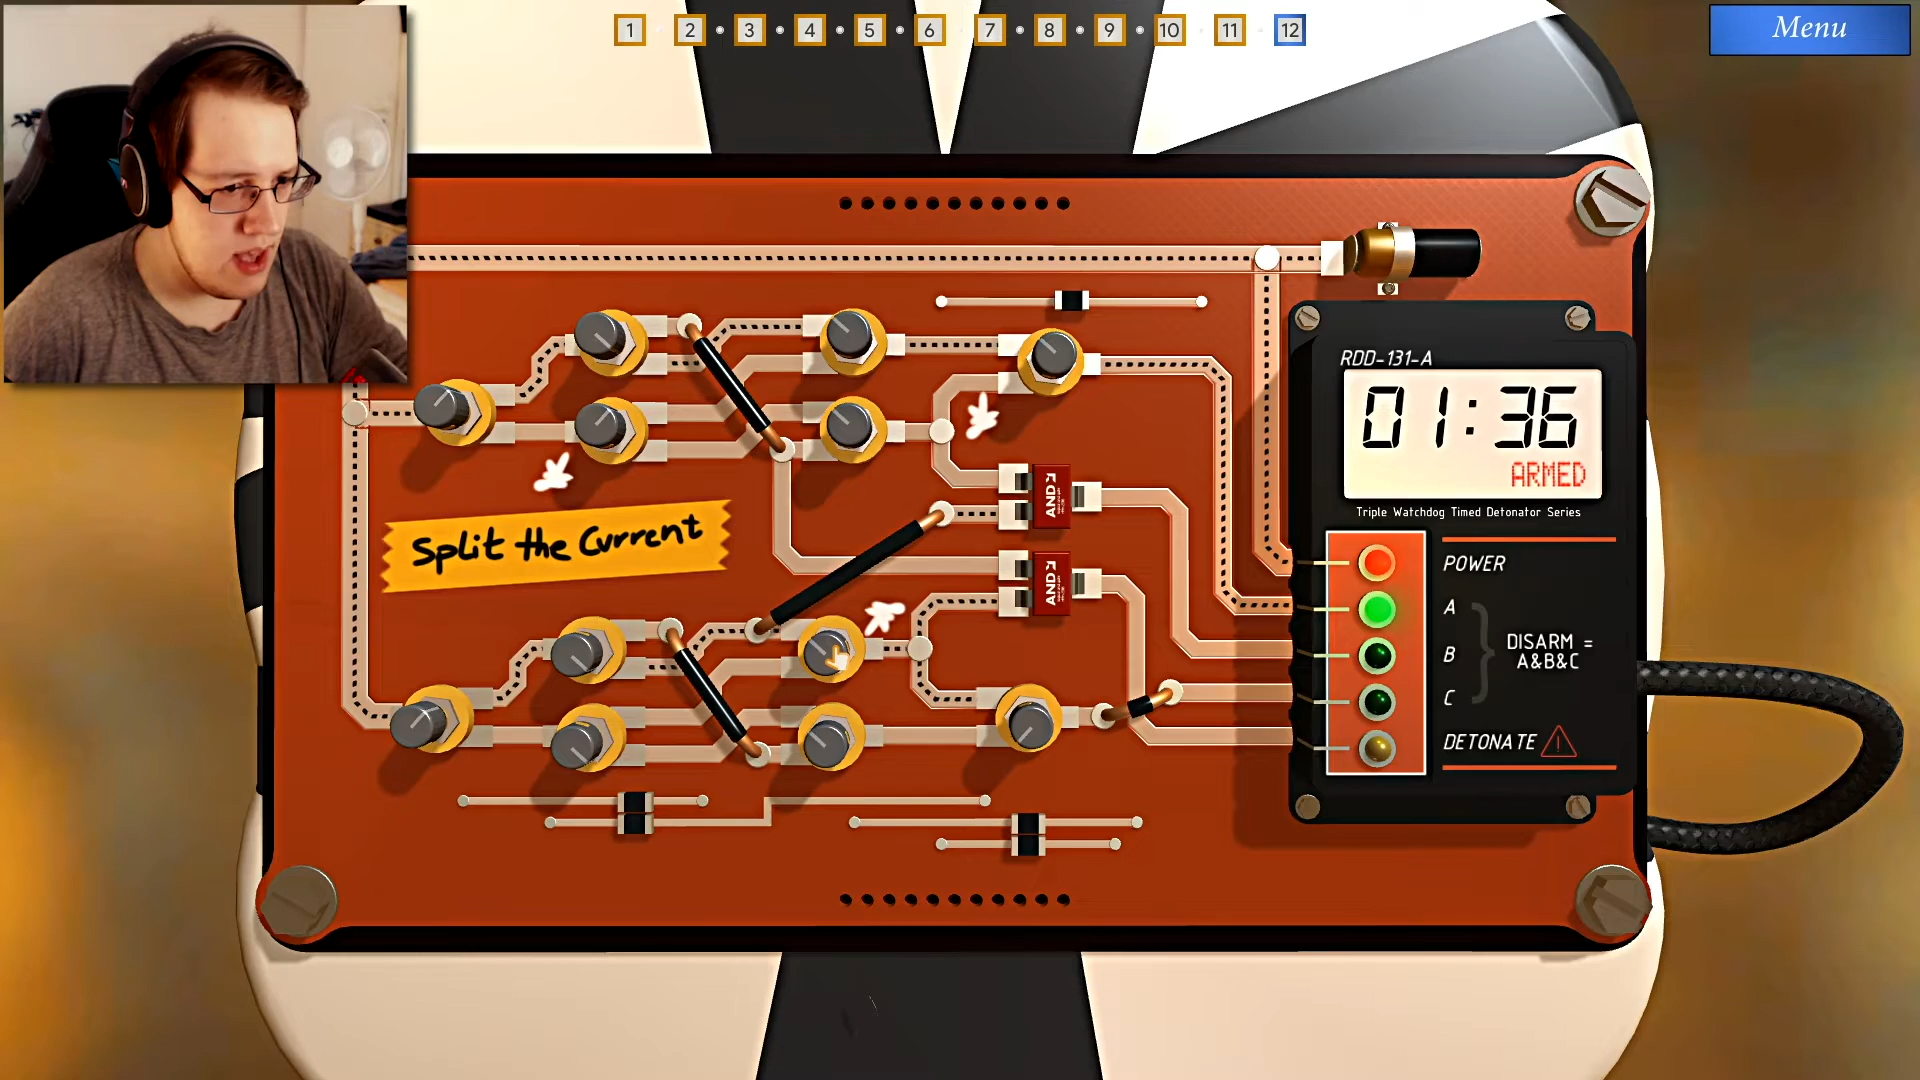 1 2 3 4 5 6 7 8 9 10 11 12
Menu
RDD-131-A
01:36
ARMED
Triple Watchdog Timed Detonator Series
POWER
A
B
C
DISARM =
A&B&C
DETONATE
Split the Current
AND
AND